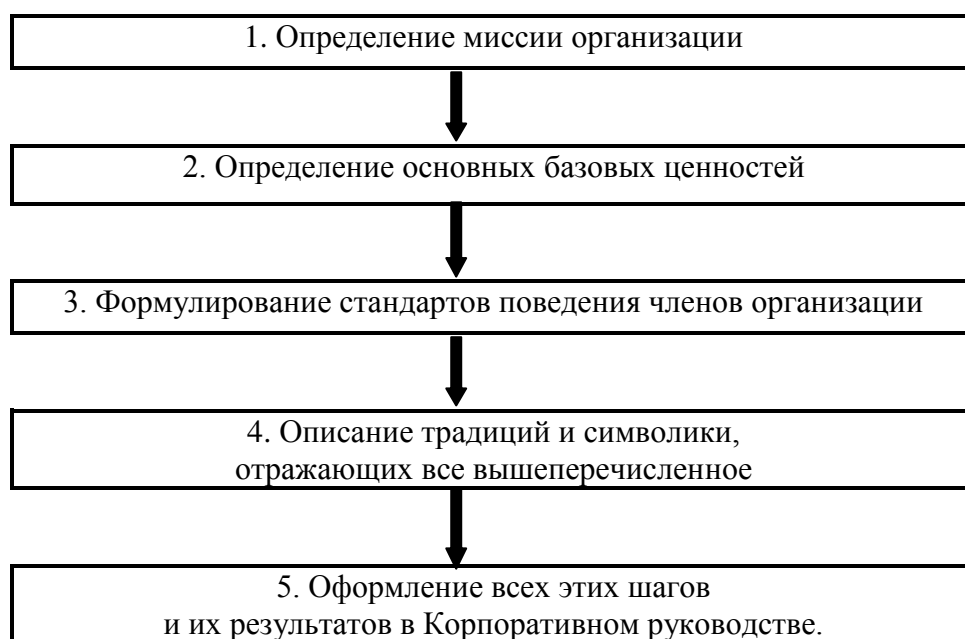 1. Определение миссии организации
2. Определение основных базовых ценностей
3. Формулирование стандартов поведения членов организации
4. Описание традиций и символики,
отражающих все вышеперечисленное
5. Оформление всех этих шагов
и их результатов в Корпоративном руководстве.